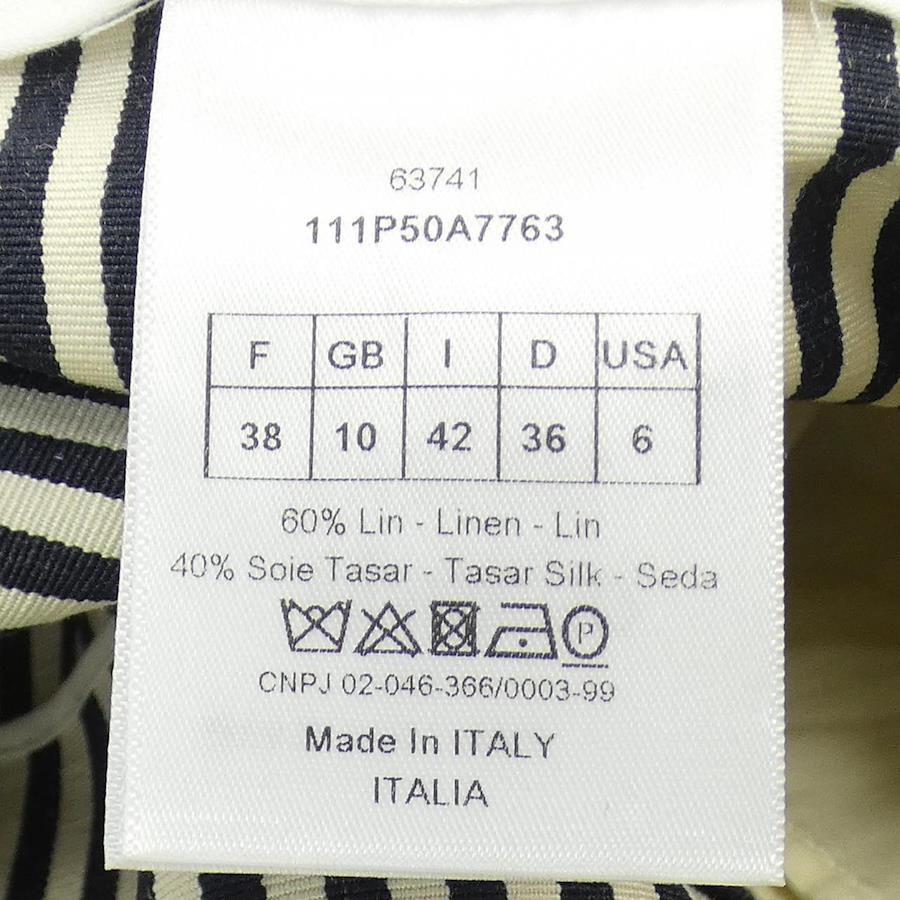 63741
111P50A7763
F GB I D USA
38 10 42 36 6
60% Lin - Linen - Lin
40% Soie Tasar - Tasar Silk - Seda
P
CNPJ 02-046-366/0003-99
Made In ITALY
ITALIA